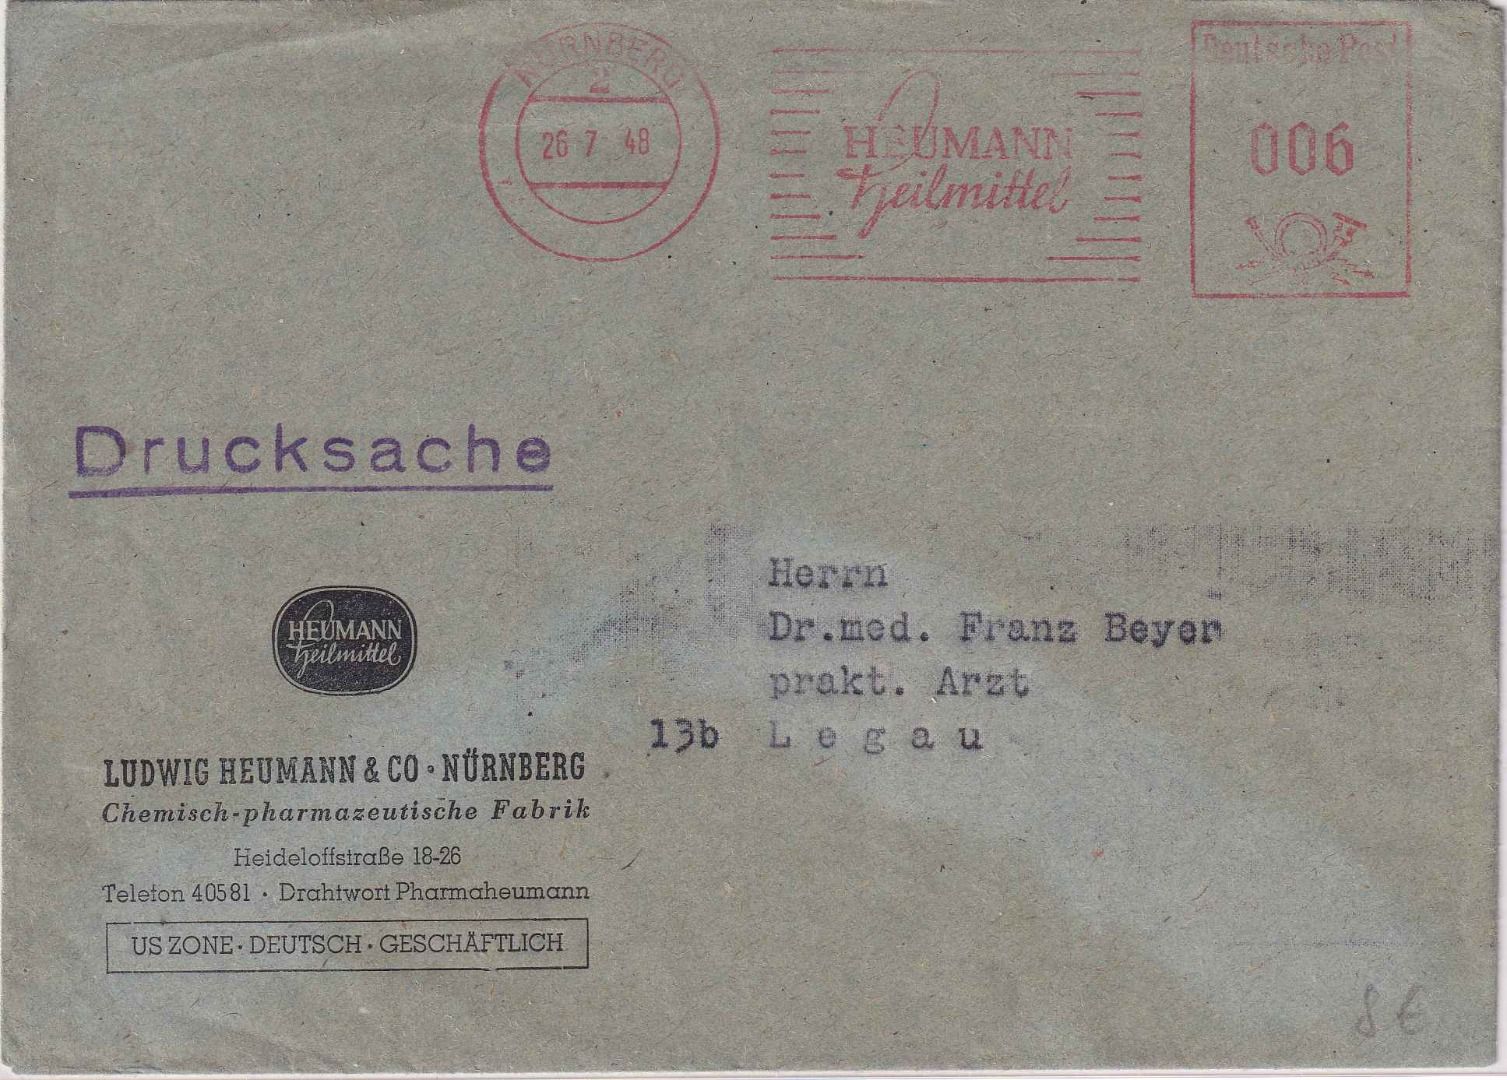 NÜRNBERG
2
26 7 48
HEUMANN
Heilmittel
Deutsche Post
006
Drucksache
HEUMANN
Heilmittel
Herrn
Dr.med. Franz Beyer
prakt. Arzt
13b Legau
LUDWIG HEUMANN & CO • NÜRNBERG
Chemisch-pharmazeutische Fabrik
Heideloffstraße 18-26
Telefon 40581 • Drahtwort Pharmaheumann
US ZONE • DEUTSCH • GESCHÄFTLICH
8 €